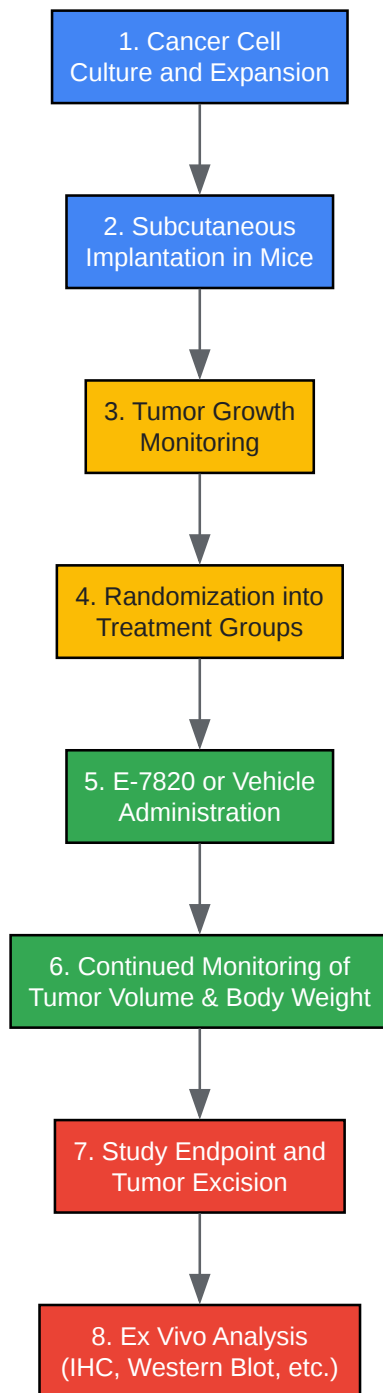 1. Cancer Cell
Culture and Expansion
2. Subcutaneous
Implantation in Mice
3. Tumor Growth
Monitoring
4. Randomization into
Treatment Groups
5. E-7820 or Vehicle
Administration
6. Continued Monitoring of
Tumor Volume & Body Weight
7. Study Endpoint and
Tumor Excision
8. Ex Vivo Analysis
(IHC, Western Blot, etc.)